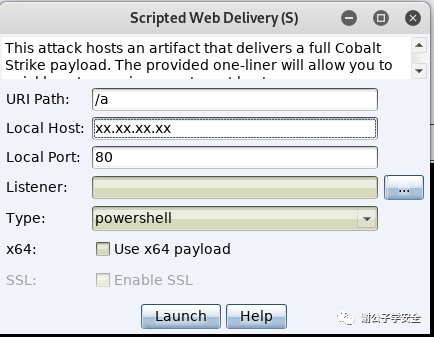 Scripted Web Delivery (S)
This attack hosts an artifact that delivers a full Cobalt
Strike payload. The provided one-liner will allow you to
URI Path: /a
Local Host: xx.xx.xx.xx
Local Port: 80
Listener: ...
Type: powershell
x64: Use x64 payload
SSL: Enable SSL
Launch Help
谢公子学安全